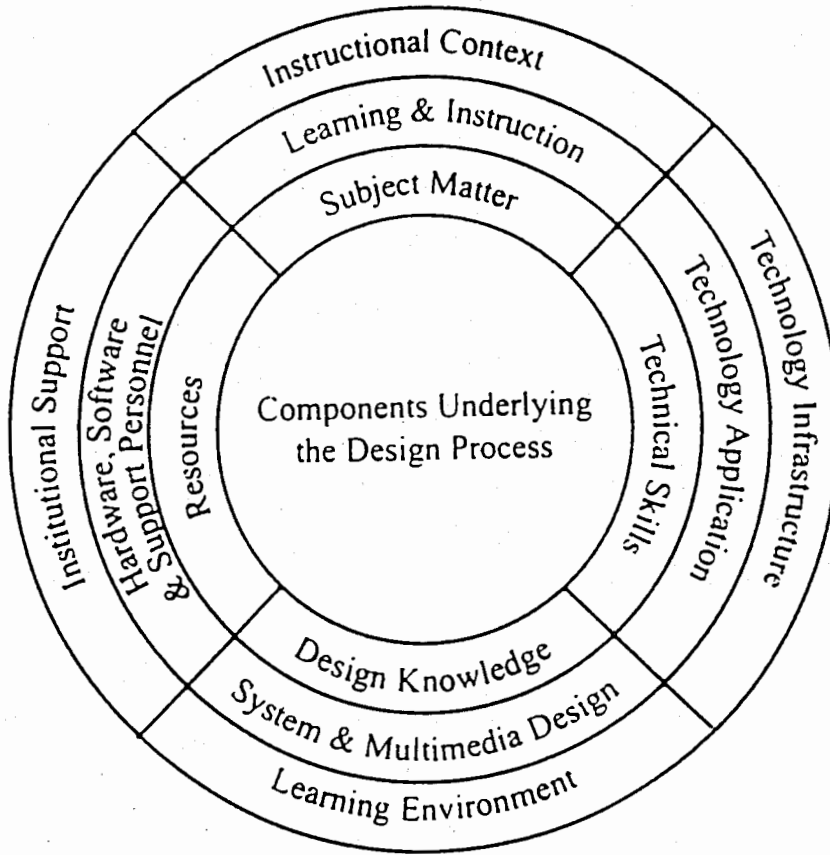 Instructional Context
Learning & Instruction
Subject Matter
Technology Infrastructure
Technology Application
Technical Skills
Components Underlying
the Design Process
Resources
Hardware, Software
& Support Personnel
Institutional Support
Design Knowledge
System & Multimedia Design
Learning Environment